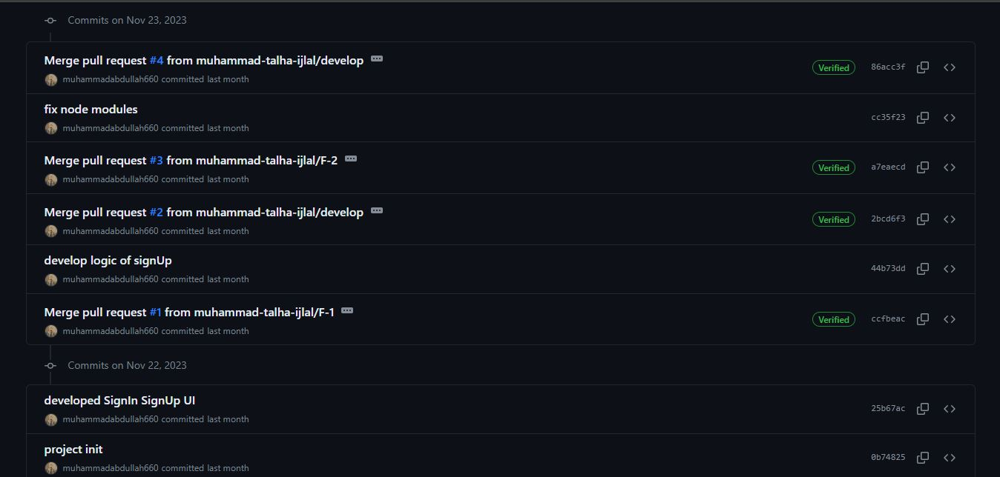 Commits on Nov 23, 2023
Merge pull request #4 from muhammad-talha-ijlal/develop
muhammadabdullah660 committed last month
Verified
86acc3f
fix node modules
muhammadabdullah660 committed last month
cc35f23
Merge pull request #3 from muhammad-talha-ijlal/F-2
muhammadabdullah660 committed last month
Verified
a7eaecd
Merge pull request #2 from muhammad-talha-ijlal/develop
muhammadabdullah660 committed last month
Verified
2bcd6f3
develop logic of signUp
muhammadabdullah660 committed last month
44b73dd
Merge pull request #1 from muhammad-talha-ijlal/F-1
muhammadabdullah660 committed last month
Verified
ccfbeac
Commits on Nov 22, 2023
developed SignIn SignUp UI
muhammadabdullah660 committed last month
25b67ac
project init
muhammadabdullah660 committed last month
0b74825